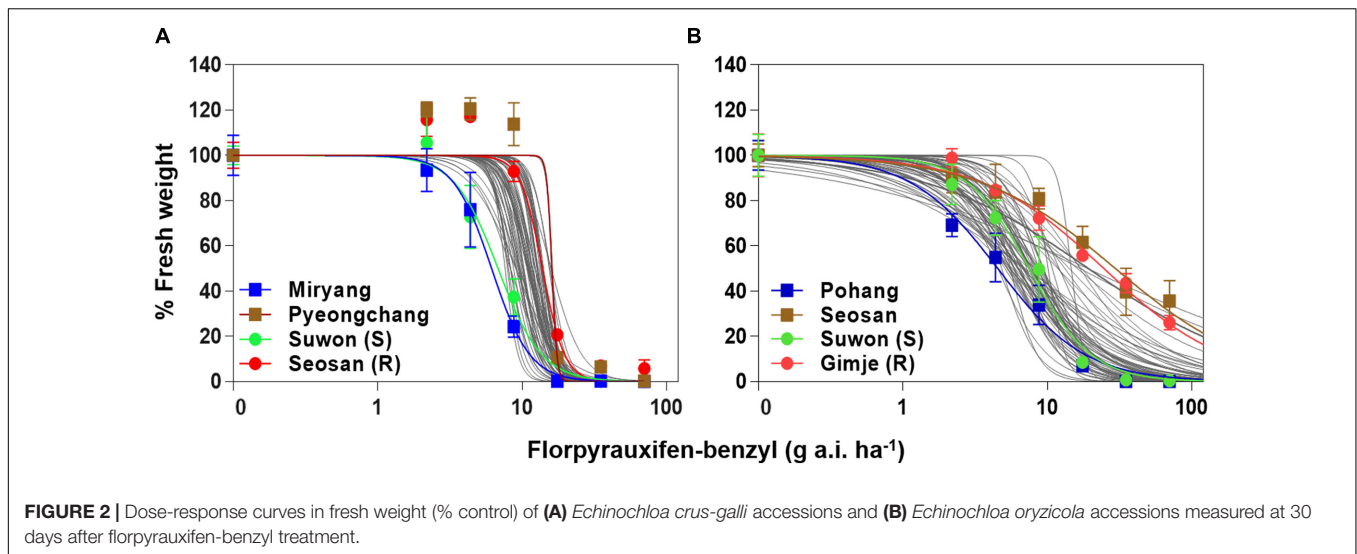 A
B
% Fresh weight
140
120
100
80
60
40
20
0
Miryang
Pyeongchang
Suwon (S)
Seosan (R)
0 1 10 100
140
120
100
80
60
40
20
0
Pohang
Seosan
Suwon (S)
Gimje (R)
0 1 10 100
Florpyrauxifen-benzyl (g a.i. ha⁻¹)
FIGURE 2 | Dose-response curves in fresh weight (% control) of (A) Echinochloa crus-galli accessions and (B) Echinochloa oryzicola accessions measured at 30
days after florpyrauxifen-benzyl treatment.